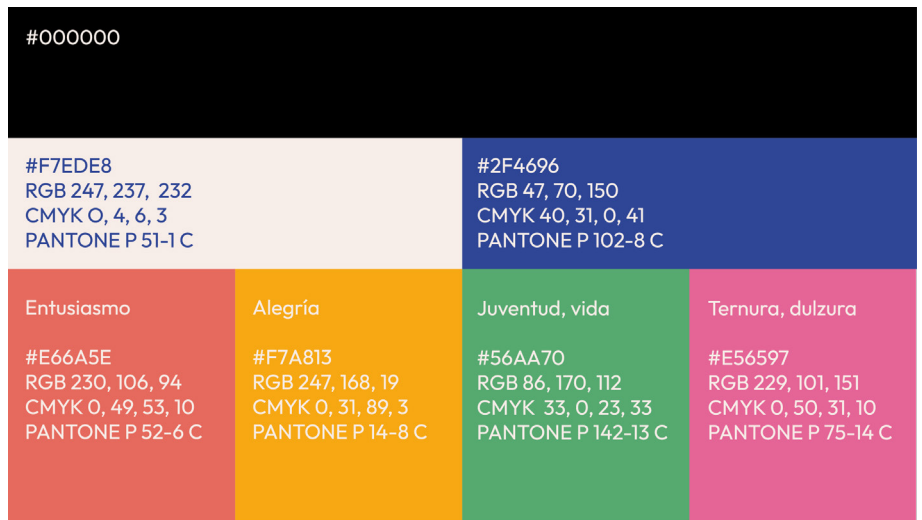 #000000
#F7EDE8
RGB 247, 237, 232
CMYK O, 4, 6, 3
PANTONE P 51-1 C
#2F4696
RGB 47, 70, 150
CMYK 40, 31, 0, 41
PANTONE P 102-8 C
Entusiasmo
#E66A5E
RGB 230, 106, 94
CMYK 0, 49, 53, 10
PANTONE P 52-6 C
Alegría
#F7A813
RGB 247, 168, 19
CMYK 0, 31, 89, 3
PANTONE P 14-8 C
Juventud, vida
#56AA70
RGB 86, 170, 112
CMYK 33, 0, 23, 33
PANTONE P 142-13 C
Ternura, dulzura
#E56597
RGB 229, 101, 151
CMYK 0, 50, 31, 10
PANTONE P 75-14 C